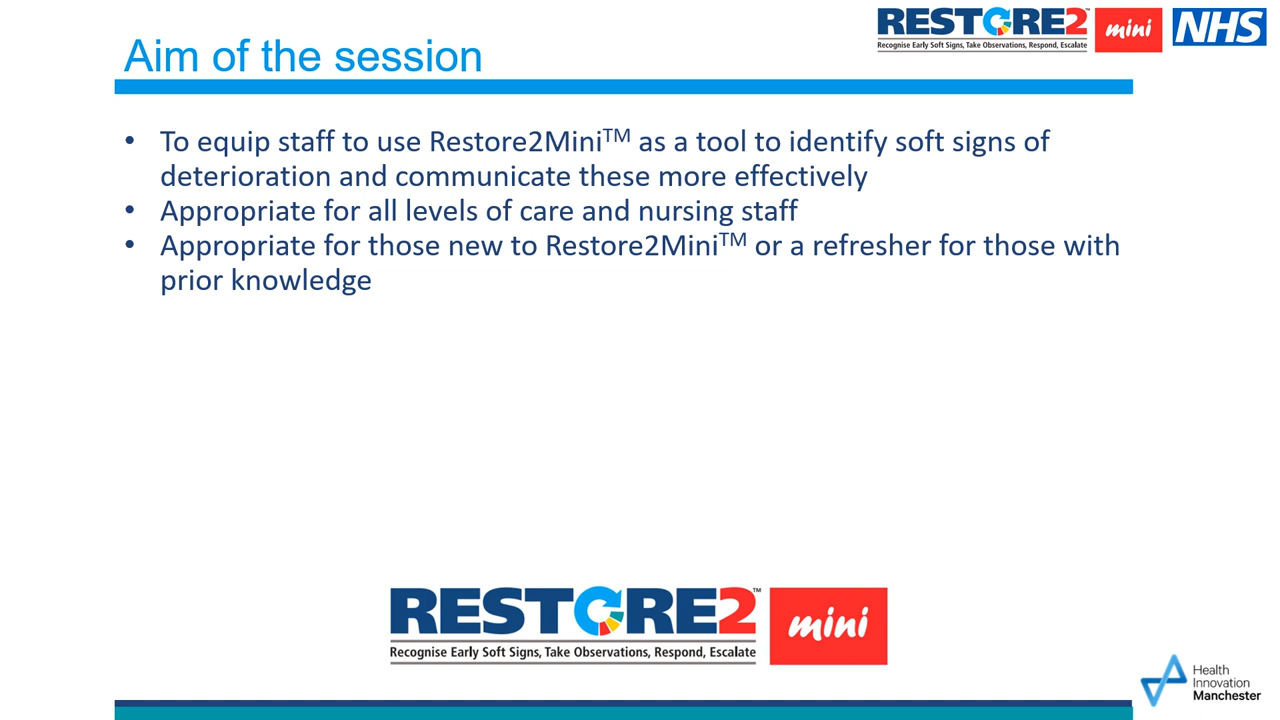 RESTORE2 mini NHS
Recognise Early Soft Signs, Take Observations, Respond, Escalate
Aim of the session
• To equip staff to use Restore2Mini™ as a tool to identify soft signs of
deterioration and communicate these more effectively
• Appropriate for all levels of care and nursing staff
• Appropriate for those new to Restore2Mini™ or a refresher for those with
prior knowledge
RESTORE2™ mini
Recognise Early Soft Signs, Take Observations, Respond, Escalate
Health
Innovation
Manchester